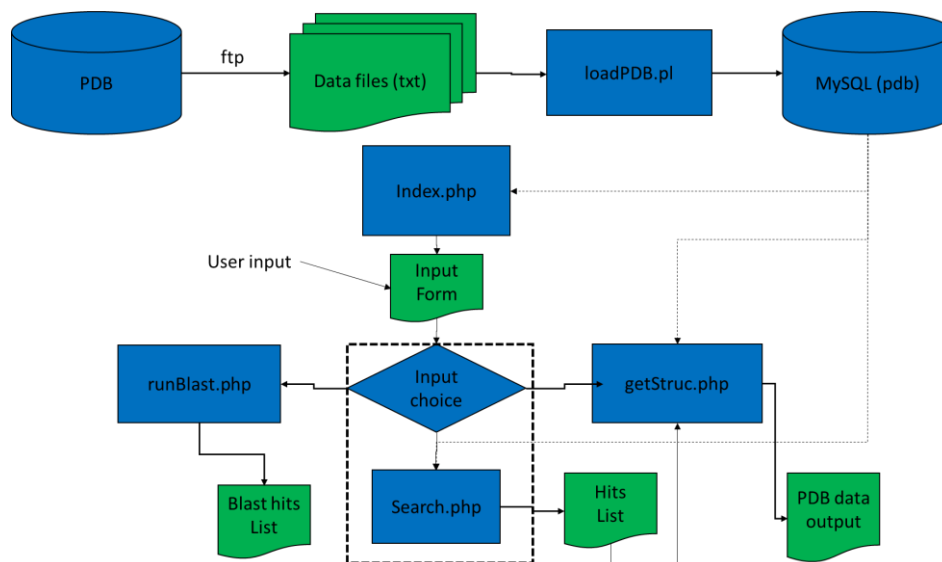 ftp
PDB
Data files (txt)
loadPDB.pl
MySQL (pdb)
Index.php
User input
Input
Form
runBlast.php
Input
choice
getStruc.php
Blast hits
List
Search.php
Hits
List
PDB data
output